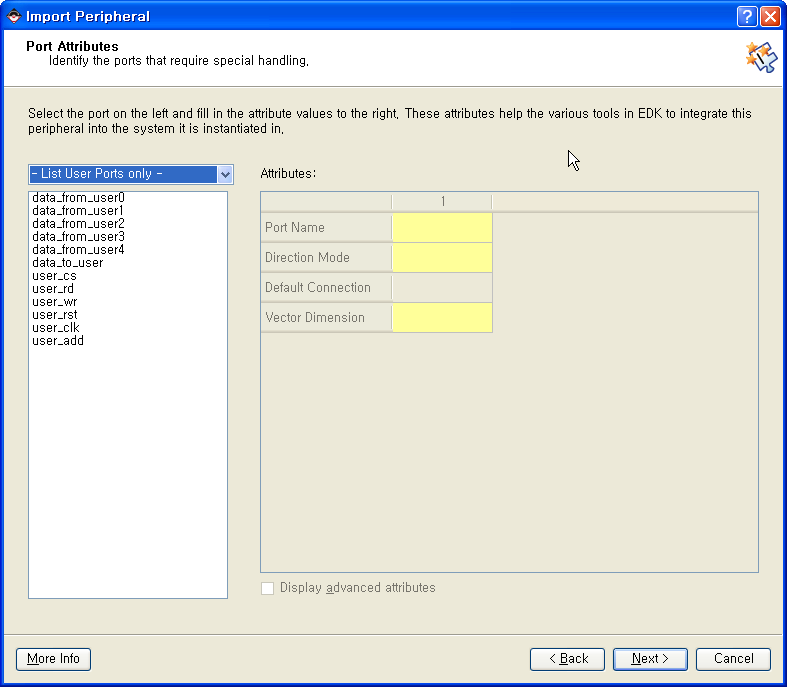 Import Peripheral
Port Attributes
Identify the ports that require special handling.
Select the port on the left and fill in the attribute values to the right. These attributes help the various tools in EDK to integrate this
peripheral into the system it is instantiated in.
- List User Ports only -
Attributes:
data_from_user0
data_from_user1
data_from_user2
data_from_user3
data_from_user4
data_to_user
user_cs
user_rd
user_wr
user_rst
user_clk
user_add
1
Port Name
Direction Mode
Default Connection
Vector Dimension
Display advanced attributes
More Info
< Back
Next >
Cancel